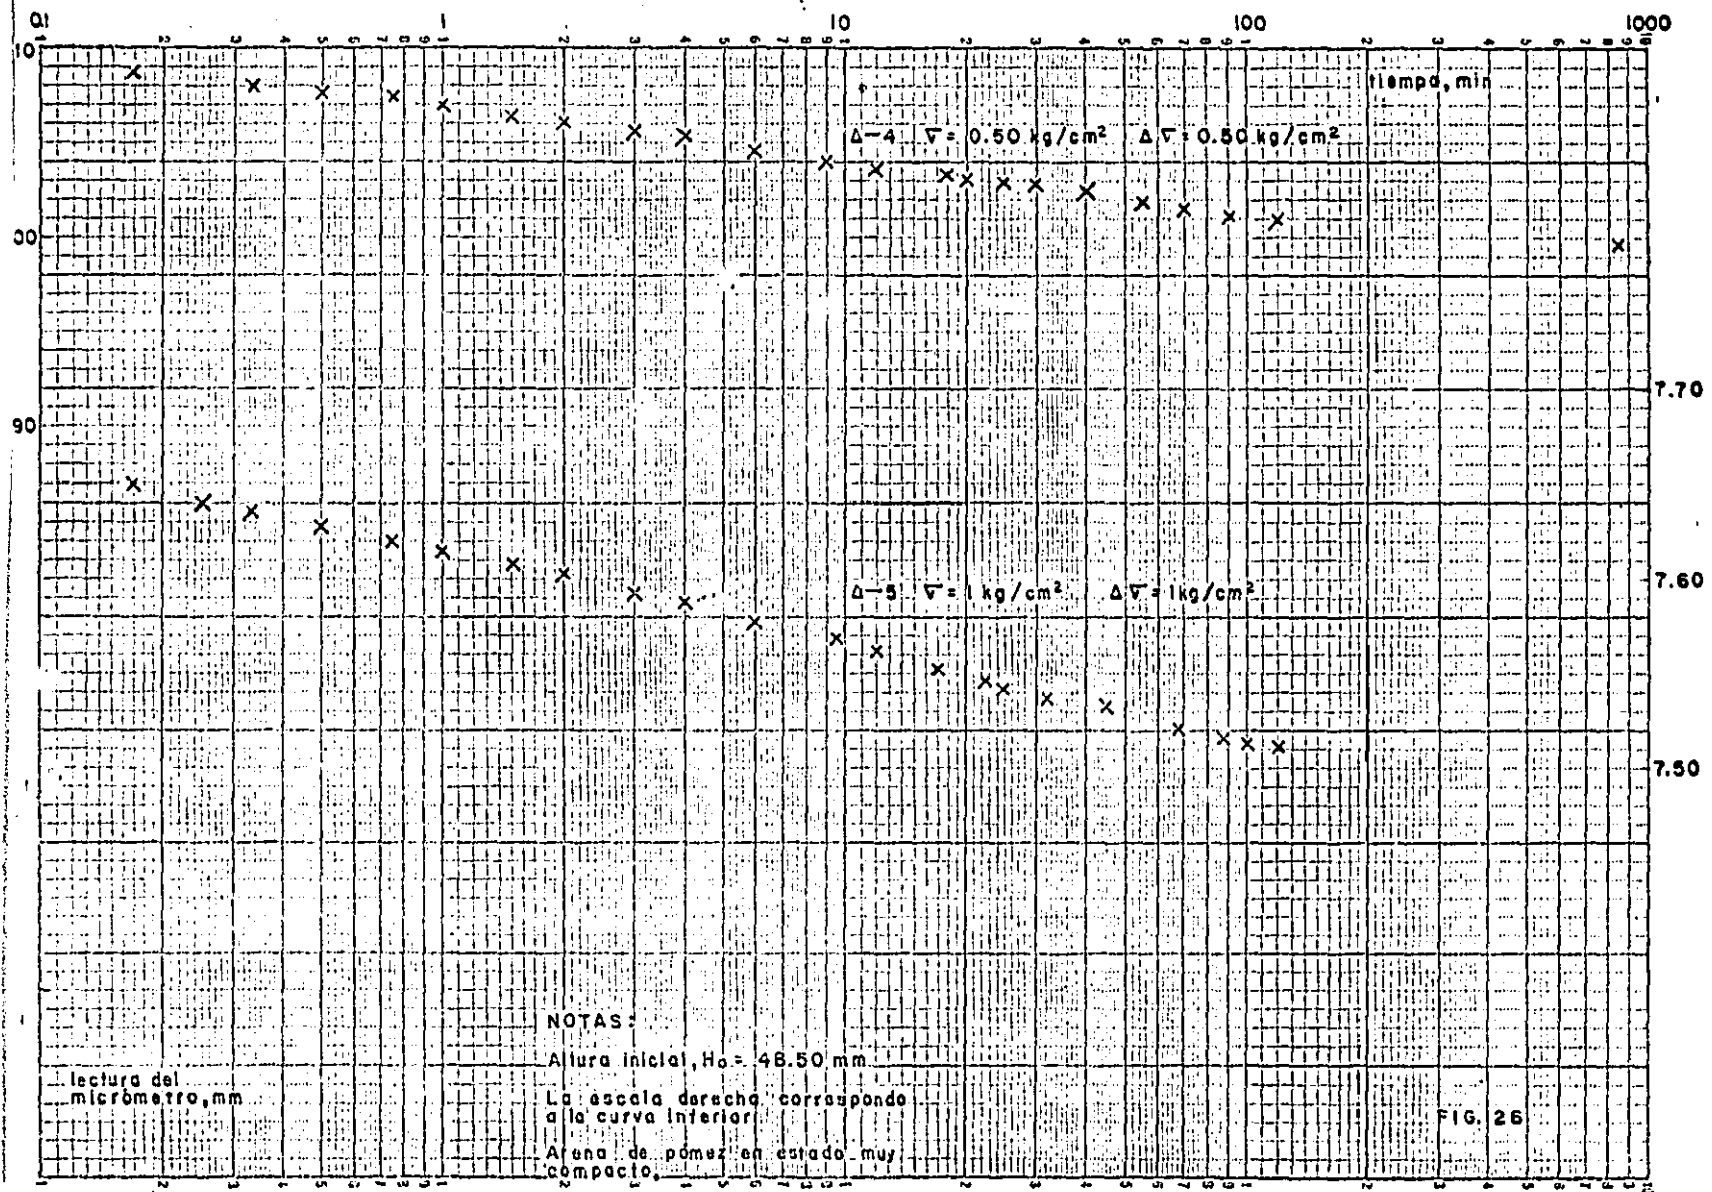 0.1 1 10 100 1000
tiempo, min
Δ-4 σ = 0.50 kg/cm² Δσ = 0.50 kg/cm²
00
7.70
90
7.60
Δ-5 σ = 1 kg/cm² Δσ = 1kg/cm²
7.50
NOTAS:
Altura inicial, H₀ = 48.50 mm
lectura del
micrómetro, mm
La escala derecha corresponde
a la curva inferior
FIG. 26
Arena de pómez en estado muy
compacto.